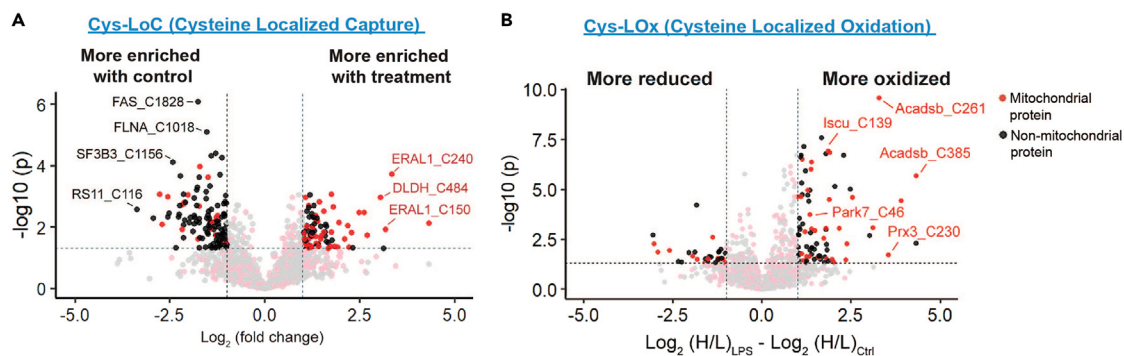 A
Cys-LoC (Cysteine Localized Capture)
More enriched
with control
More enriched
with treatment
FAS_C1828
FLNA_C1018
SF3B3_C1156
RS11_C116
ERAL1_C240
DLDH_C484
ERAL1_C150
-log10 (p)
6
4
2
0
-5.0
-2.5
0.0
2.5
5.0
Log2 (fold change)
B
Cys-LOx (Cysteine Localized Oxidation)
More reduced
More oxidized
Acadsb_C261
Iscu_C139
Acadsb_C385
Park7_C46
Prx3_C230
-log10 (p)
10.0
7.5
5.0
2.5
0.0
-5.0
-2.5
0.0
2.5
5.0
Log2 (H/L)LPS - Log2 (H/L)Ctrl
Mitochondrial
protein
Non-mitochondrial
protein